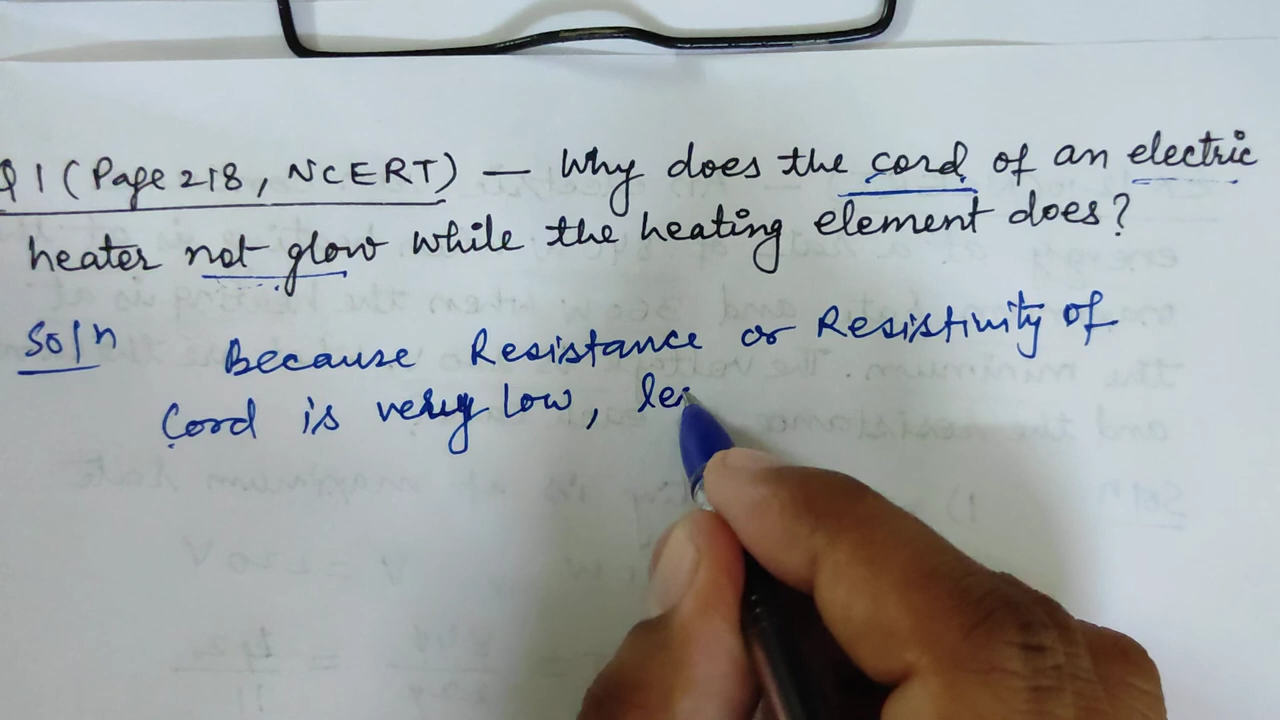 Q1 (Page 218, NCERT) — Why does the cord of an electric
heater not glow while the heating element does?
Soln Because Resistance or Resistivity of
Cord is very low,